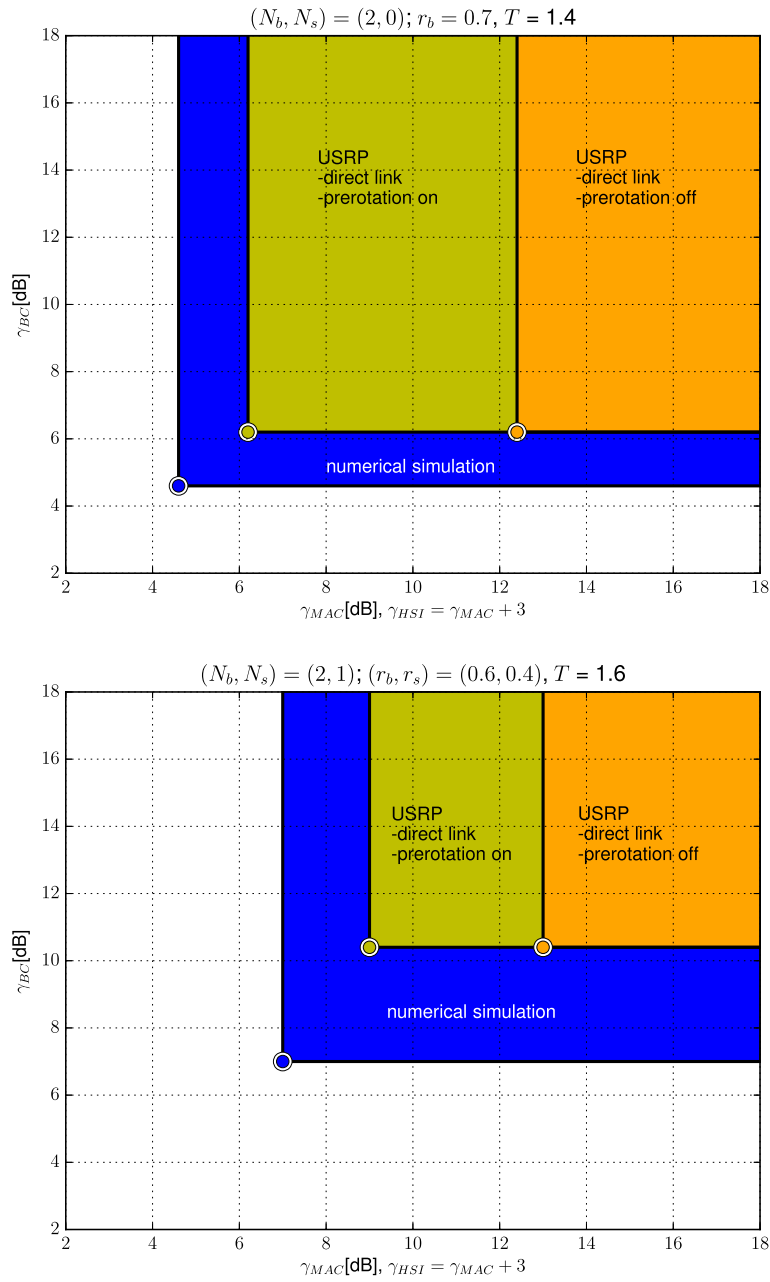 (N_b, N_s) = (2, 0); r_b = 0.7, T = 1.4
18
16
14
12
10
8
6
4
2
γ_BC[dB]
USRP
-direct link
-prerotation on
USRP
-direct link
-prerotation off
numerical simulation
2 4 6 8 10 12 14 16 18
γ_MAC[dB], γ_HSI = γ_MAC + 3
(N_b, N_s) = (2, 1); (r_b, r_s) = (0.6, 0.4), T = 1.6
18
16
14
12
10
8
6
4
2
γ_BC[dB]
USRP
-direct link
-prerotation on
USRP
-direct link
-prerotation off
numerical simulation
2 4 6 8 10 12 14 16 18
γ_MAC[dB], γ_HSI = γ_MAC + 3